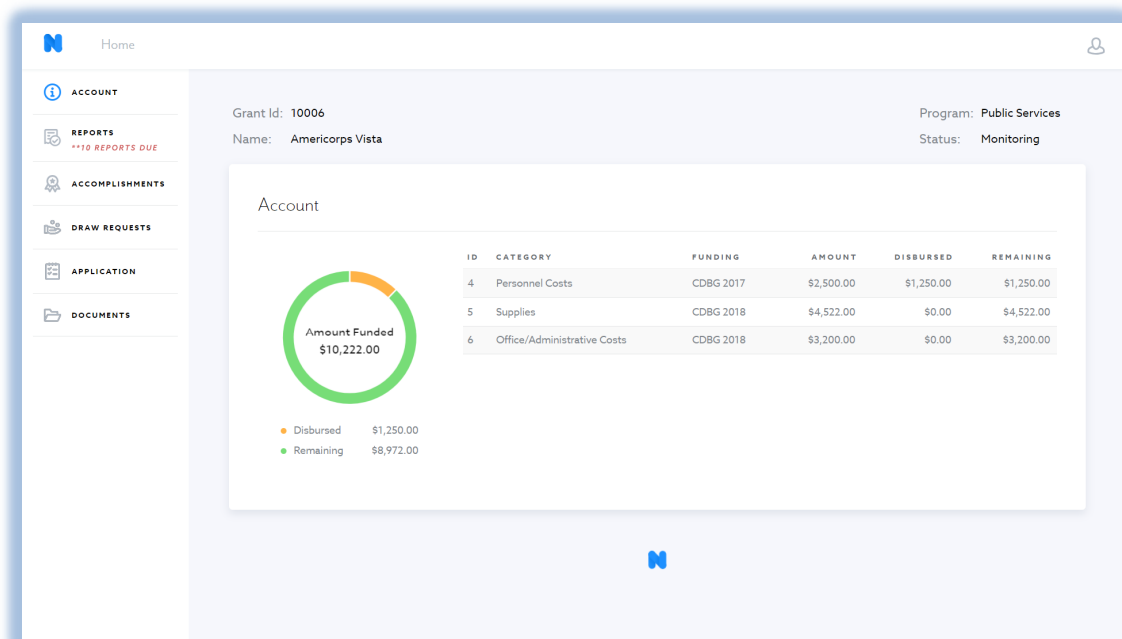 N Home
ACCOUNT
REPORTS
**10 REPORTS DUE
ACCOMPLISHMENTS
DRAW REQUESTS
APPLICATION
DOCUMENTS
Grant Id: 10006 Program: Public Services
Name: Americorps Vista Status: Monitoring
Account
ID CATEGORY FUNDING AMOUNT DISBURSED REMAINING
4 Personnel Costs CDBG 2017 $2,500.00 $1,250.00 $1,250.00
5 Supplies CDBG 2018 $4,522.00 $0.00 $4,522.00
6 Office/Administrative Costs CDBG 2018 $3,200.00 $0.00 $3,200.00
Amount Funded
$10,222.00
Disbursed $1,250.00
Remaining $8,972.00
N